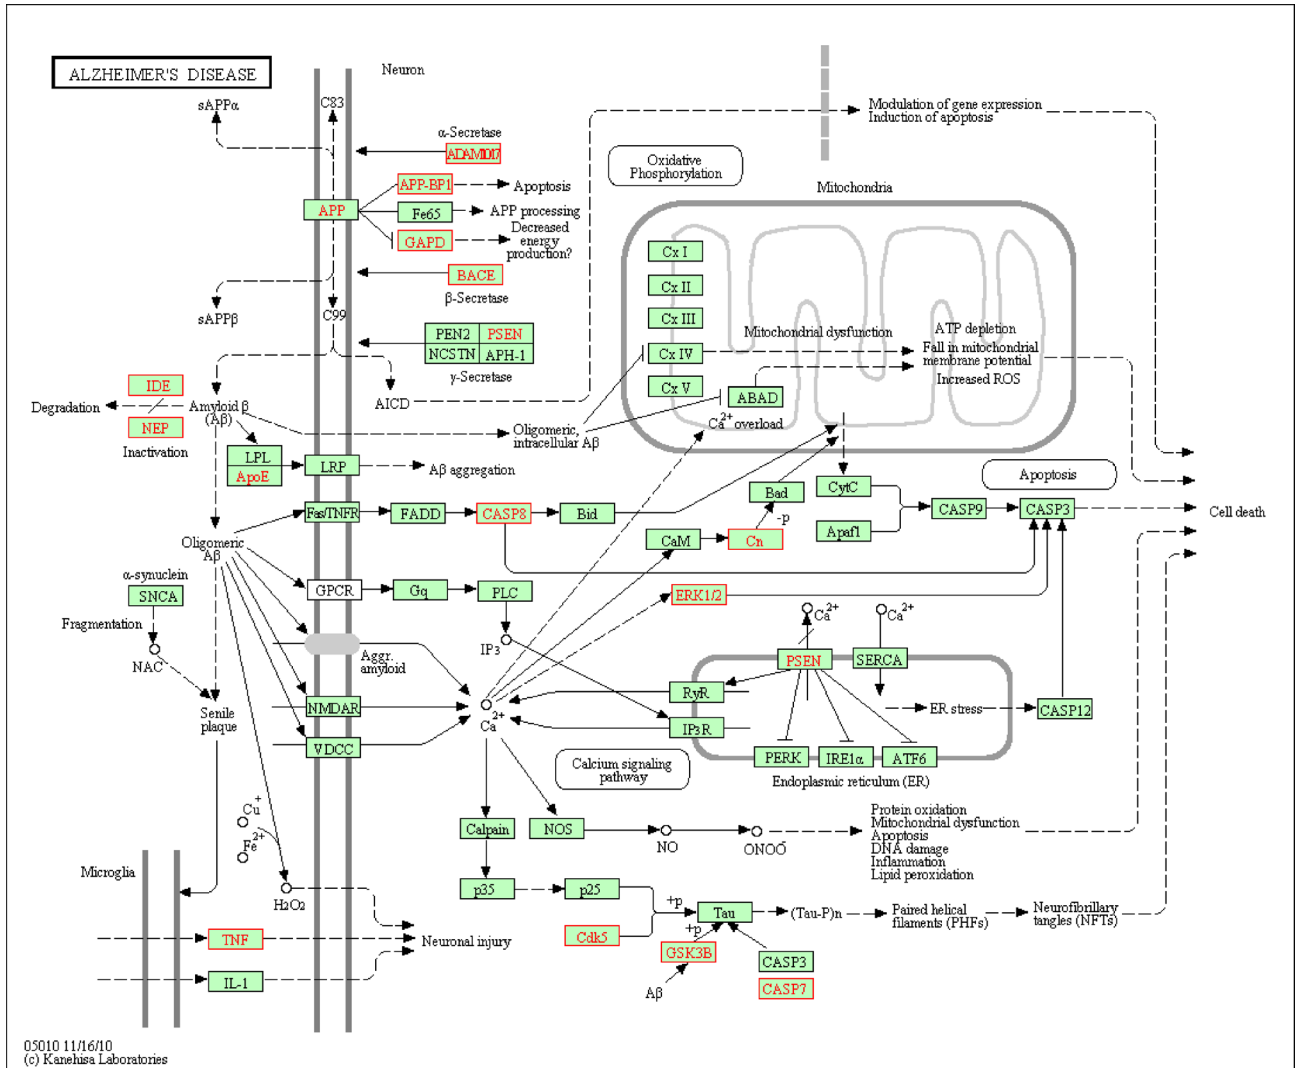 ALZHEIMER'S DISEASE
Neuron
sAPPα
C83
Modulation of gene expression
Induction of apoptosis
α-Secretase
ADAM10
Oxidative
Phosphorylation
APP-BP1
Apoptosis
Mitochondria
APP
Fe65
APP processing
GAPD
Decreased
energy
production?
Cx I
BACE
β-Secretase
Cx II
sAPPβ
C99
Cx III
PEN2
PSEN
NCSTN
APH-1
γ-Secretase
Mitochondrial dysfunction
ATP depletion
Fall in mitochondrial
membrane potential
Increased ROS
Cx IV
Cx V
ABAD
IDE
Degradation
Amyloid β
(Aβ)
AICD
NEP
Inactivation
Oligomeric,
intracellular Aβ
Ca2+ overload
LPL
ApoE
LRP
Aβ aggregation
Apoptosis
Bad
CytC
Fas/TNFR
FADD
CASP8
Bid
-p
CASP9
CASP3
Cell death
Oligomeric
Aβ
CaM
Cn
Apaf1
α-synuclein
SNCA
GPCR
Gq
PLC
ERK1/2
Fragmentation
Ca2+
Ca2+
NAC
Aggr.
amyloid
IP3
PSEN
SERCA
RyR
Senile
plaque
NMDAR
Ca2+
IP3R
ER stress
CASP12
VDCC
Calcium signaling
pathway
PERK
IRE1α
ATF6
Endoplasmic reticulum (ER)
Cu+
Fe2+
Calpain
NOS
NO
ONOO-
Protein oxidation
Mitochondrial dysfunction
Apoptosis
DNA damage
Inflammation
Lipid peroxidation
Microglia
H2O2
p35
p25
+p
Tau
(Tau-P)n
Paired helical
filaments (PHFs)
Neurofibrillary
tangles (NFTs)
TNF
Neuronal injury
Cdk5
+p
GSK3B
CASP3
IL-1
Aβ
CASP7
05010 11/16/10
(c) Kanehisa Laboratories